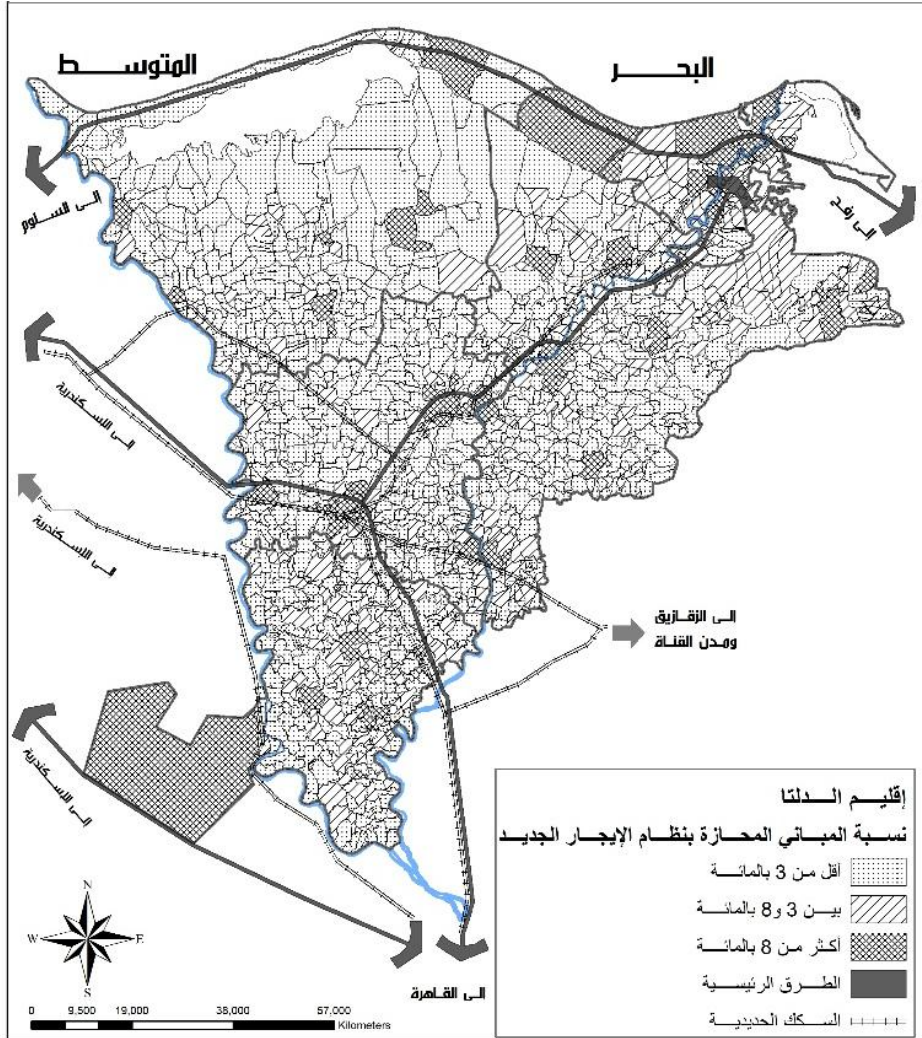 البحر
المتوسط
الى السلوم
الى رفح
الى الاسكندرية
الى الاسكندرية
الى الزقازيق
ومدن القناة
الى الاسكندرية
الى القاهرة
N
W E
S
0 9,500 19,000 38,000 57,000
Kilometers
إقليم الدلتا
نسبة المباني المحازة بنظام الإيجار الجديد
أقل من 3 بالمائة
بين 3 و8 بالمائة
أكثر من 8 بالمائة
الطرق الرئيسية
السكك الحديدية